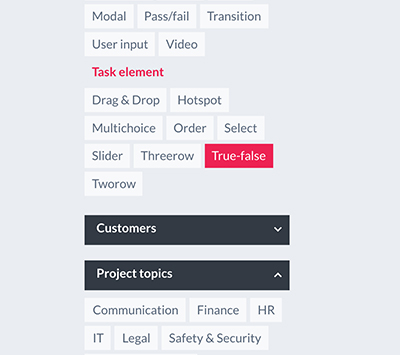 Modal Pass/fail Transition
User input Video
Task element
Drag & Drop Hotspot
Multichoice Order Select
Slider Threerow True-false
Tworow
Customers
Project topics
Communication Finance HR
IT Legal Safety & Security